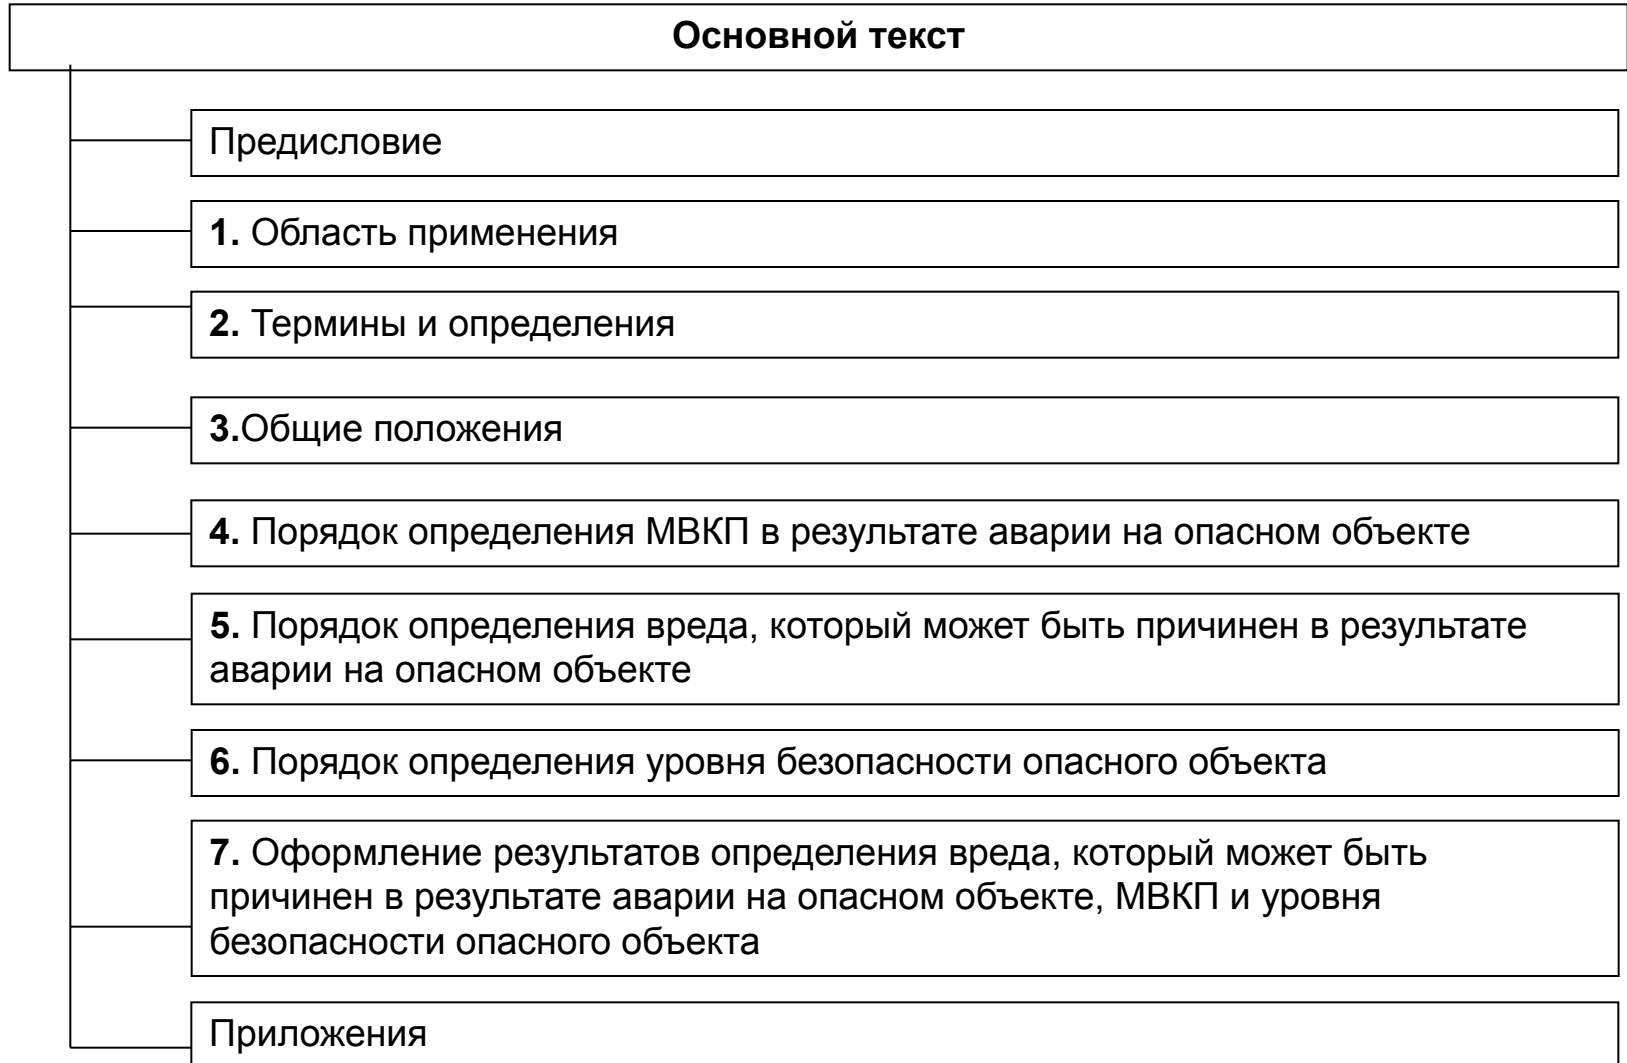 Основной текст
Предисловие
1. Область применения
2. Термины и определения
3.Общие положения
4. Порядок определения МВКП в результате аварии на опасном объекте
5. Порядок определения вреда, который может быть причинен в результате
аварии на опасном объекте
6. Порядок определения уровня безопасности опасного объекта
7. Оформление результатов определения вреда, который может быть
причинен в результате аварии на опасном объекте, МВКП и уровня
безопасности опасного объекта
Приложения